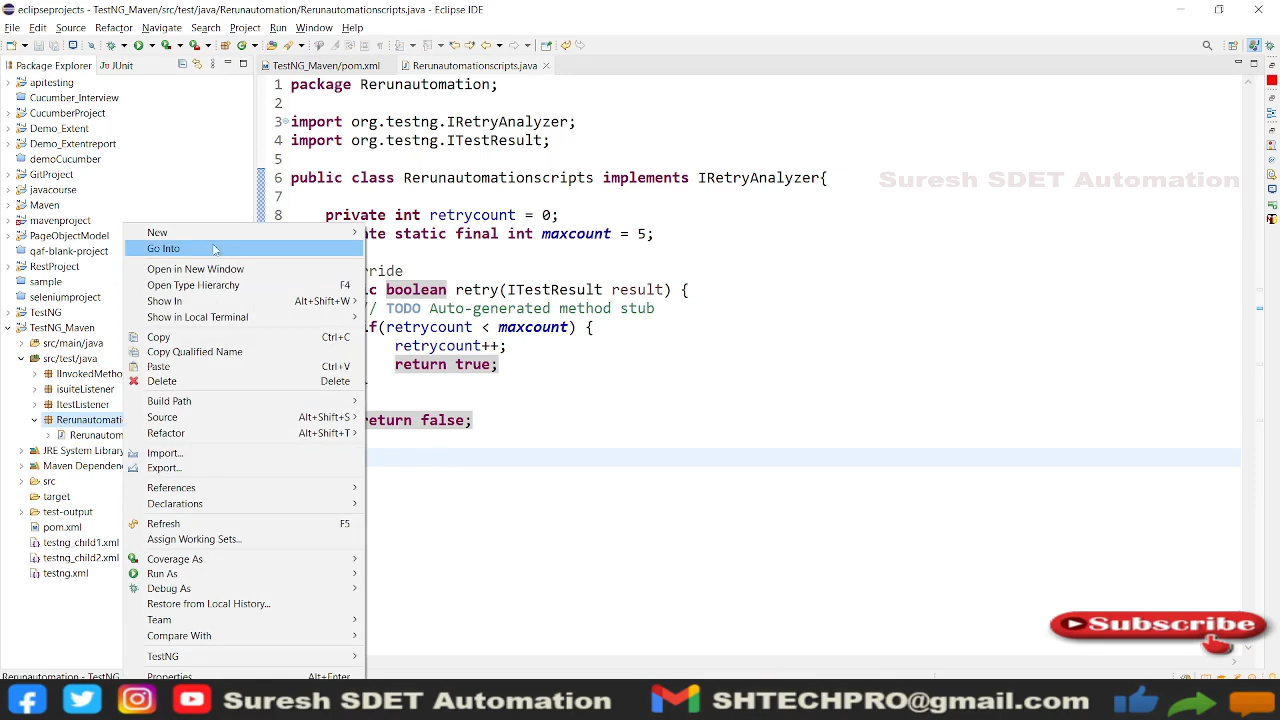 eclipseprojects - TestNG_Maven/src/test/java/Rerunautomation/Rerunautomationscripts.java - Eclipse IDE
File Edit Source Refactor Navigate Search Project Run Window Help
Package Explorer JUnit
TestNG_Maven/pom.xml Rerunautomationscripts.java
apitesting
Cucumber_Interview
CucumberProject
Demo_Extent
Demo_Extentreport
demoCucumber
GitProject
javacourse
Maven
mavenproject
PageObjectModel
qaf-blank-project
RestProject
sample
seleniumproject
TestNG
TestNG_Maven
src/main/java
src/test/java
IInvokedMetho
isuiteListener
ItestListener
Rerunautomati
Rerunautom
JRE System Library
Maven Dependen
src
target
test-output
pom.xml
testng_child1.xml
testng_child2.xml
testng.xml
New
Go Into
Open in New Window
Open Type Hierarchy F4
Show In Alt+Shift+W
Show in Local Terminal
Copy Ctrl+C
Copy Qualified Name
Paste Ctrl+V
Delete Delete
Build Path
Source Alt+Shift+S
Refactor Alt+Shift+T
Import...
Export...
References
Declarations
Refresh F5
Assign Working Sets...
Coverage As
Run As
Debug As
Restore from Local History...
Team
Compare With
TestNG
Properties Alt+Enter
1 package Rerunautomation;
2
3 import org.testng.IRetryAnalyzer;
4 import org.testng.ITestResult;
5
6 public class Rerunautomationscripts implements IRetryAnalyzer{
7
8 private int retrycount = 0;
ate static final int maxcount = 5;
ride
c boolean retry(ITestResult result) {
// TODO Auto-generated method stub
f(retrycount < maxcount) {
retrycount++;
return true;
return false;
Suresh SDET Automation
Subscribe
Rerunautomation - TestNG
Suresh SDET Automation SHTECHPRO@gmail.com